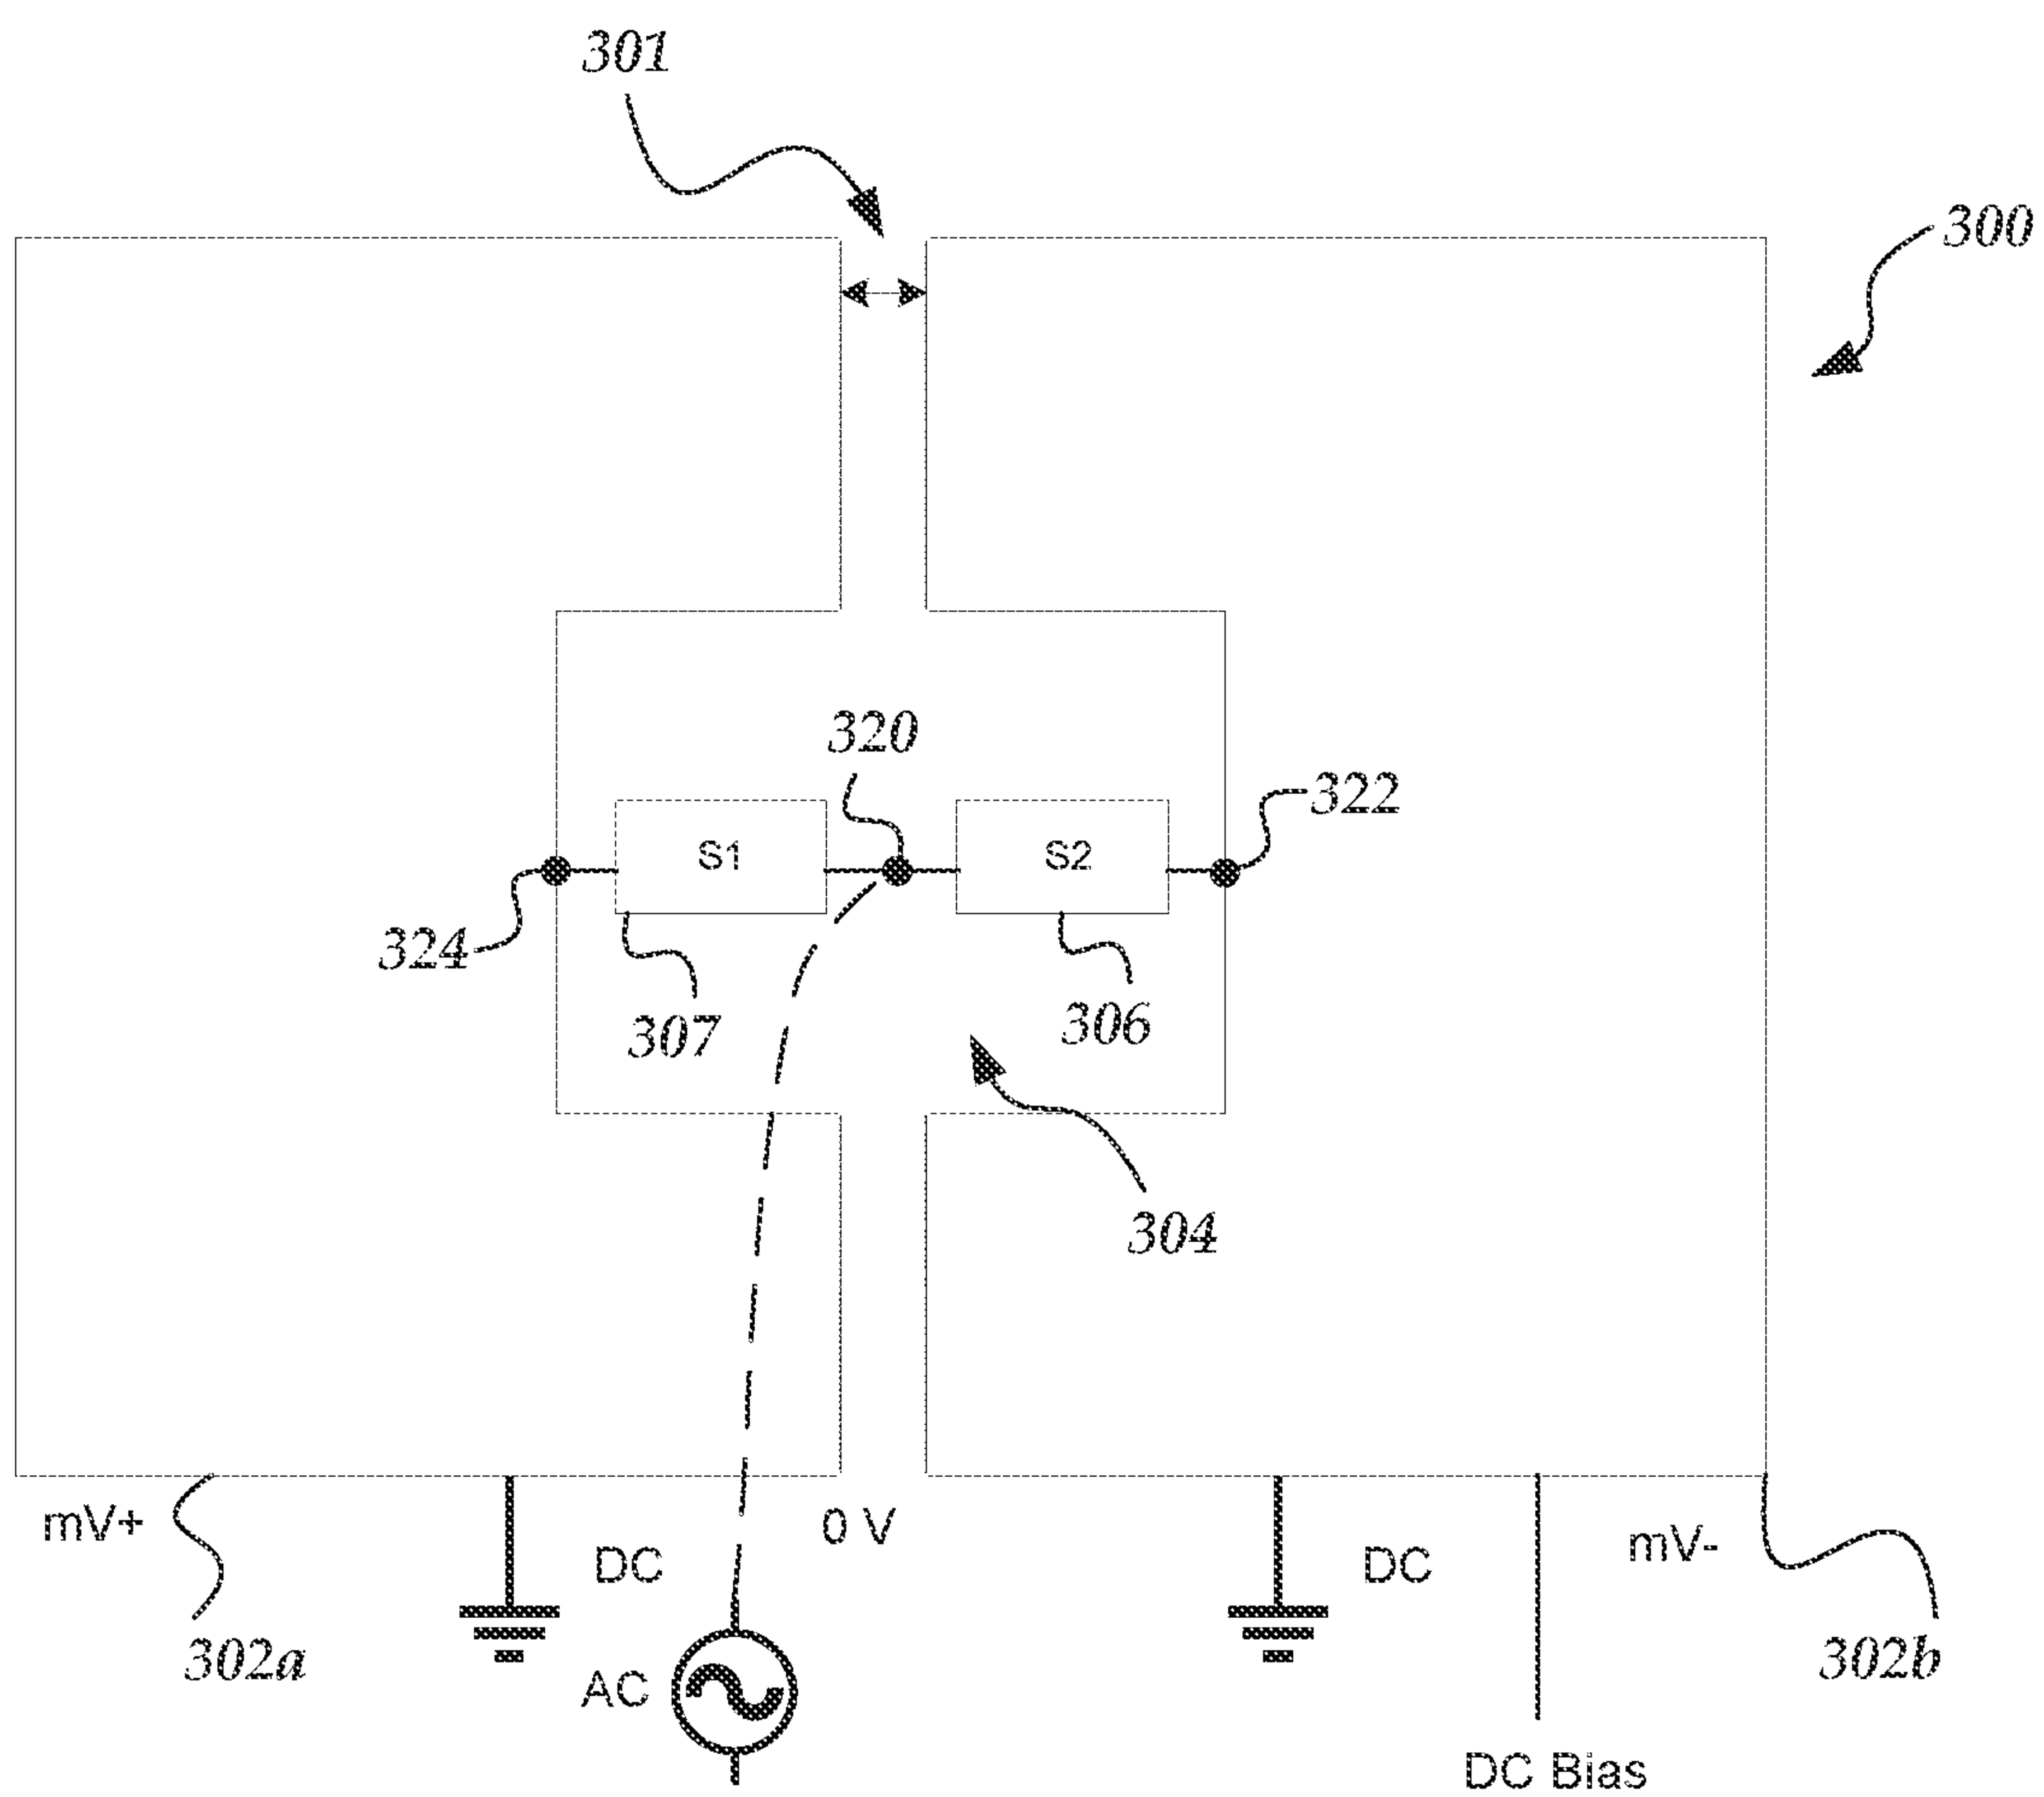 301
300
320
322
S1
S2
324
307
306
304
mV+
0 V
DC
DC
mV-
302a
AC
302b
DC Bias